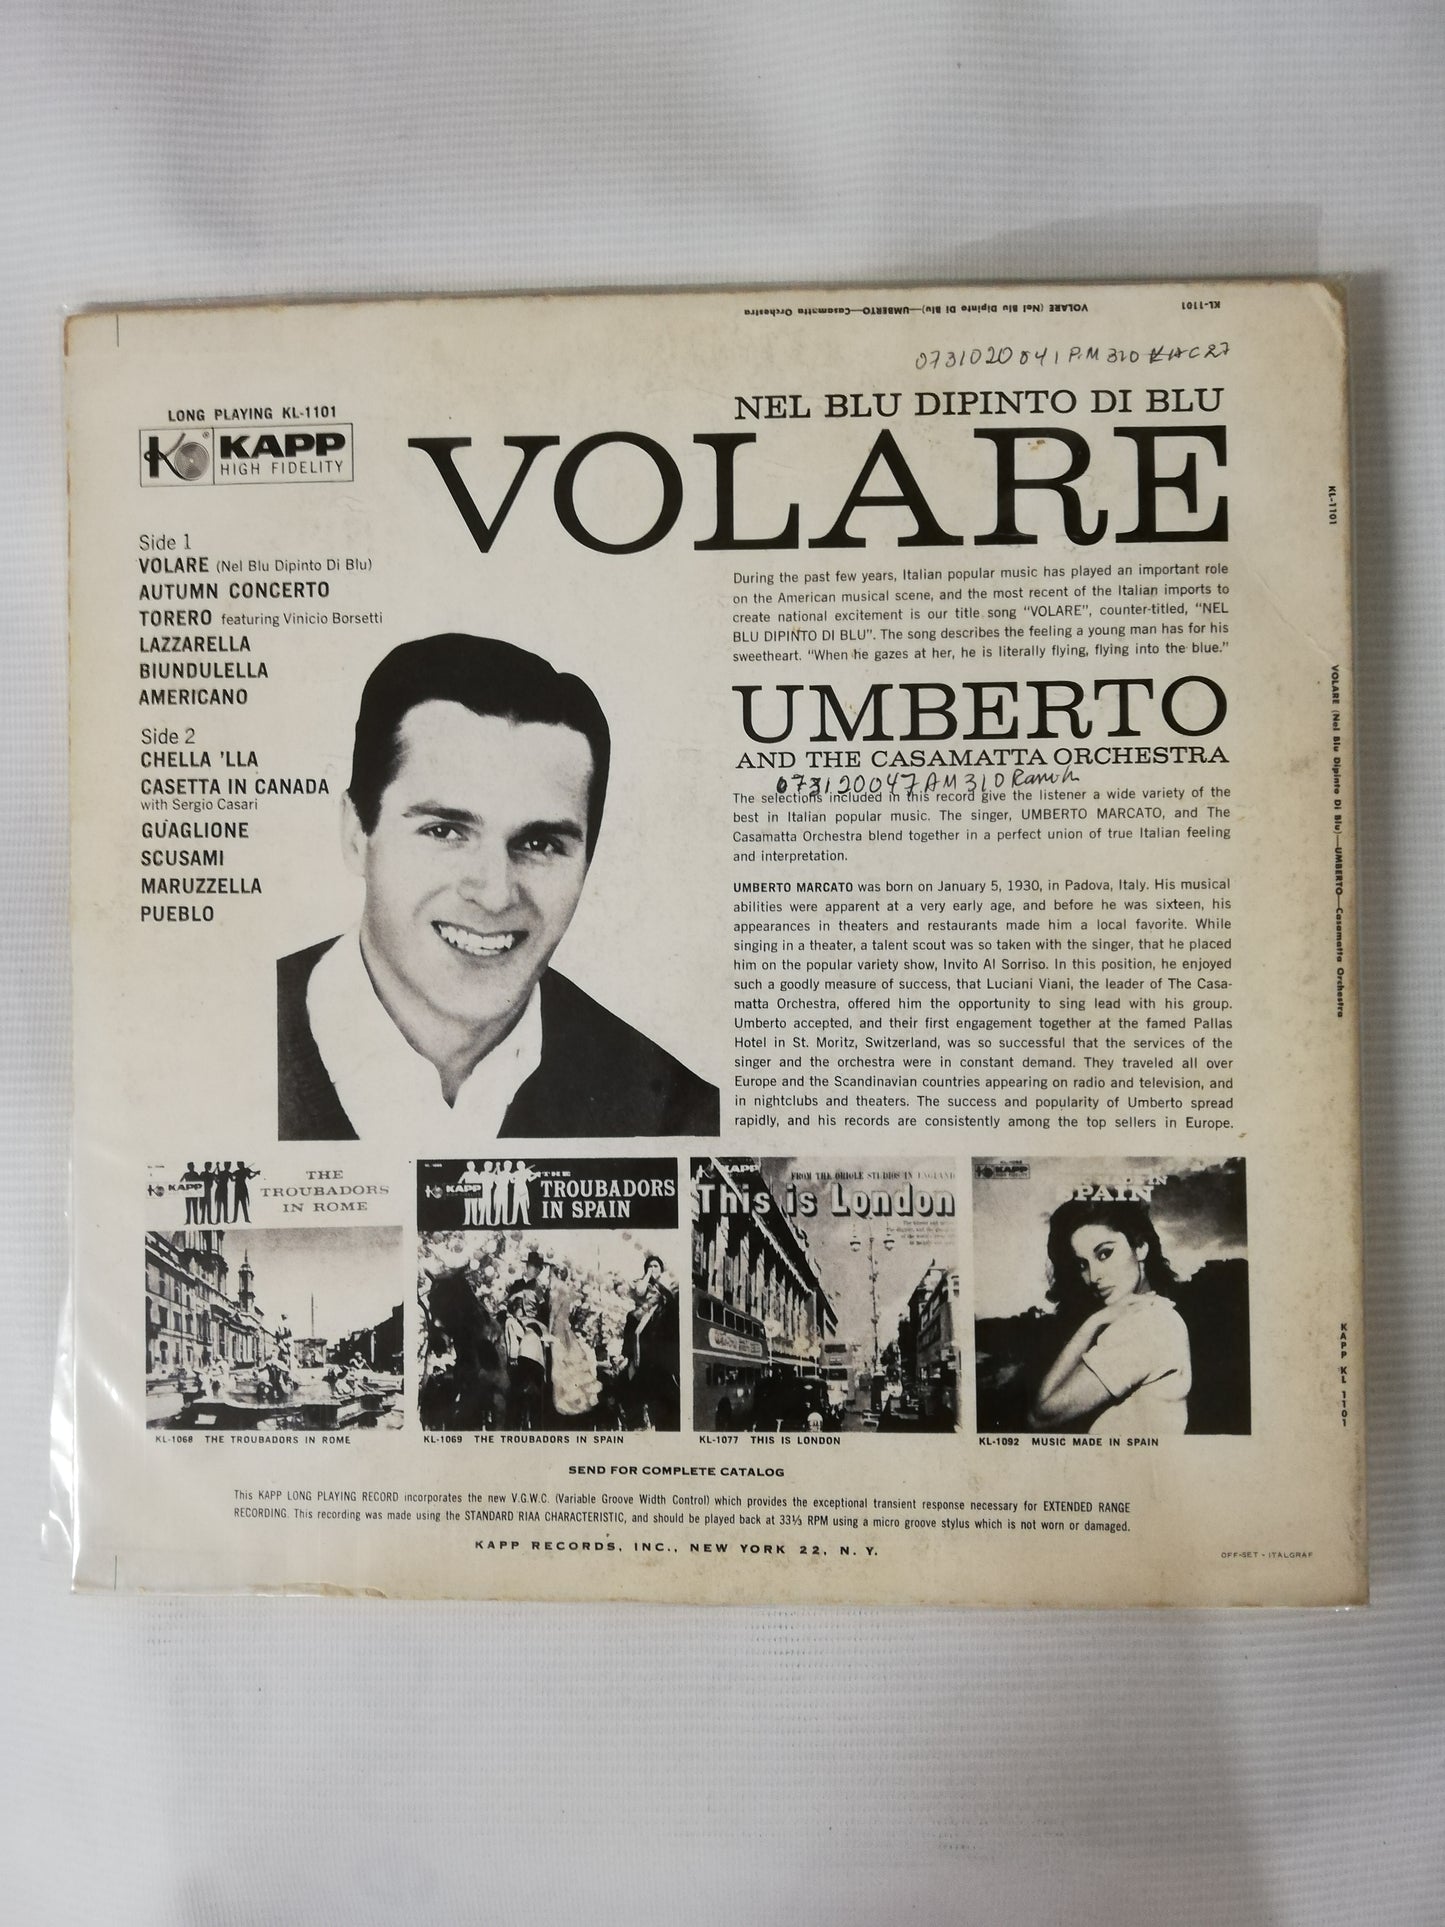 VOLARE (Nel Blu Dipinto Di Blu)—UMBERTO—Casamatta Orchestra
KL-1101
NEL BLU DIPINTO DI BLU
VOLARE
LONG PLAYING KL-1101
KAPP
HIGH FIDELITY
Side 1
VOLARE (Nel Blu Dipinto Di Blu)
AUTUMN CONCERTO
TORERO featuring Vinicio Borsetti
LAZZARELLA
BIUNDULELLA
AMERICANO
Side 2
CHELLA 'LLA
CASETTA IN CANADA
with Sergio Casari
GUAGLIONE
SCUSAMI
MARUZZELLA
PUEBLO
During the past few years, Italian popular music has played an important role
on the American musical scene, and the most recent of the Italian imports to
create national excitement is our title song “VOLARE”, counter-titled, “NEL
BLU DIPINTO DI BLU”. The song describes the feeling a young man has for his
sweetheart. “When he gazes at her, he is literally flying, flying into the blue.”
UMBERTO
AND THE CASAMATTA ORCHESTRA
The selections included in this record give the listener a wide variety of the
best in Italian popular music. The singer, UMBERTO MARCATO, and The
Casamatta Orchestra blend together in a perfect union of true Italian feeling
and interpretation.
UMBERTO MARCATO was born on January 5, 1930, in Padova, Italy. His musical
abilities were apparent at a very early age, and before he was sixteen, his
appearances in theaters and restaurants made him a local favorite. While
singing in a theater, a talent scout was so taken with the singer, that he placed
him on the popular variety show, Invito Al Sorriso. In this position, he enjoyed
such a goodly measure of success, that Luciani Viani, the leader of The Casa-
matta Orchestra, offered him the opportunity to sing lead with his group.
Umberto accepted, and their first engagement together at the famed Pallas
Hotel in St. Moritz, Switzerland, was so successful that the services of the
singer and the orchestra were in constant demand. They traveled all over
Europe and the Scandinavian countries appearing on radio and television, and
in nightclubs and theaters. The success and popularity of Umberto spread
rapidly, and his records are consistently among the top sellers in Europe.
KL-1101
VOLARE (Nel Blu Dipinto Di Blu)—UMBERTO—Casamatta Orchestra
KAPP KL 1101
KAPP
THE
TROUBADORS
IN ROME
KL-1068 THE TROUBADORS IN ROME
KAPP
THE
TROUBADORS
IN SPAIN
KL-1069 THE TROUBADORS IN SPAIN
KAPP
FROM THE ORIOLE STUDIOS IN ENGLAND
This is London
KL-1077 THIS IS LONDON
KAPP
SPAIN
KL-1092 MUSIC MADE IN SPAIN
SEND FOR COMPLETE CATALOG
This KAPP LONG PLAYING RECORD incorporates the new V.G.W.C. (Variable Groove Width Control) which provides the exceptional transient response necessary for EXTENDED RANGE
RECORDING. This recording was made using the STANDARD RIAA CHARACTERISTIC, and should be played back at 33⅓ RPM using a micro groove stylus which is not worn or damaged.
KAPP RECORDS, INC., NEW YORK 22, N. Y.
OFF-SET - ITALGRAF